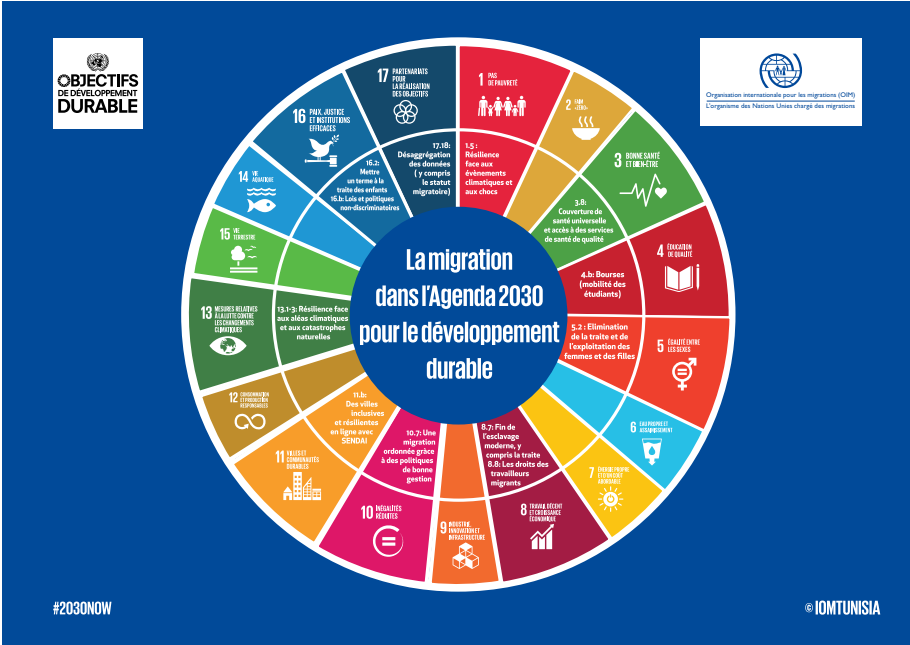 OBJECTIFS
DE DÉVELOPPEMENT
DURABLE
Organisation internationale pour les migrations (OIM)
L'organisme des Nations Unies chargé des migrations
La migration
dans l'Agenda 2030
pour le développement
durable
1 PAS
DE PAUVRETÉ
1.5 :
Résilience
face aux
évènements
climatiques et
aux chocs
2 FAIM
«ZÉRO»
3 BONNE SANTÉ
ET BIEN-ÊTRE
3.8:
Couverture de
santé universelle
et accès à des services
de santé de qualité
4 ÉDUCATION
DE QUALITÉ
4.b: Bourses
(mobilité des
étudiants)
5 ÉGALITÉ ENTRE
LES SEXES
5.2 : Elimination
de la traite et de
l'exploitation des
femmes et des filles
6 EAU PROPRE ET
ASSAINISSEMENT
7 ÉNERGIE PROPRE
ET D'UN COÛT
ABORDABLE
8 TRAVAIL DÉCENT
ET CROISSANCE
ÉCONOMIQUE
8.7: Fin de
l'esclavage
moderne, y
compris la traite
8.8: Les droits des
travailleurs
migrants
9 INDUSTRIE,
INNOVATION ET
INFRASTRUCTURE
10 INÉGALITÉS
RÉDUITES
10.7: Une
migration
ordonnée grâce
à des politiques
de bonne
gestion
11 VILLES ET
COMMUNAUTÉS
DURABLES
11.b:
Des villes
inclusives
et résilientes
en ligne avec
SENDAI
12 CONSOMMATION
ET PRODUCTION
RESPONSABLES
13 MESURES RELATIVES
À LA LUTTE CONTRE
LES CHANGEMENTS
CLIMATIQUES
13.1-3: Résilience face
aux aléas climatiques
et aux catastrophes
naturelles
15 VIE
TERRESTRE
14 VIE
AQUATIQUE
16 PAIX, JUSTICE
ET INSTITUTIONS
EFFICACES
16.2:
Mettre
un terme à la
traite des enfants
16.b: Lois et politiques
non-discriminatoires
17 PARTENARIATS
POUR
LA RÉALISATION
DES OBJECTIFS
17.18:
Désaggrégation
des données
( y compris
le statut
migratoire)
#2030NOW
© IOMTUNISIA